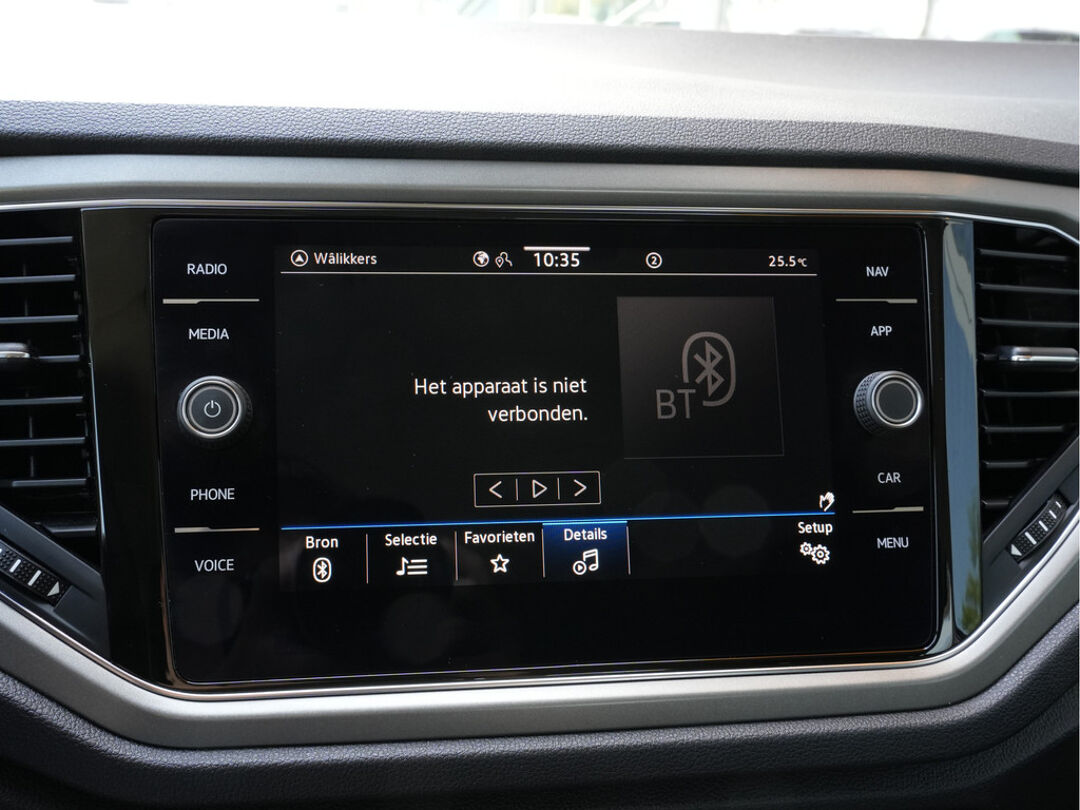 Wâlikkers 10:35 2 25.5°C
RADIO
MEDIA
PHONE
VOICE
Het apparaat is niet
verbonden.
BT
Bron Selectie Favorieten Details Setup
NAV
APP
CAR
MENU